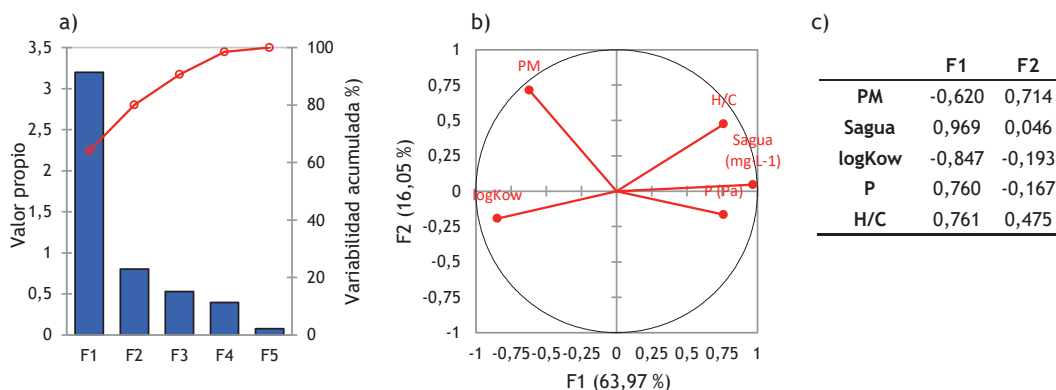 a)
Valor propio
3,5
3
2,5
2
1,5
1
0,5
0
100
80
60
40
20
0
Variabilidad acumulada %)
F1 F2 F3 F4 F5
b)
F2 (16,05 %)
1
0,75
0,5
0,25
0
-0,25
-0,5
-0,75
-1
PM
H/C
Sagua
(mg L-1)
P (Pa)
logKow
-1 -0,75 -0,5 -0,25 0 0,25 0,5 0,75 1
F1 (63,97 %)
c)
F1 F2
PM -0,620 0,714
Sagua 0,969 0,046
logKow -0,847 -0,193
P 0,760 -0,167
H/C 0,761 0,475